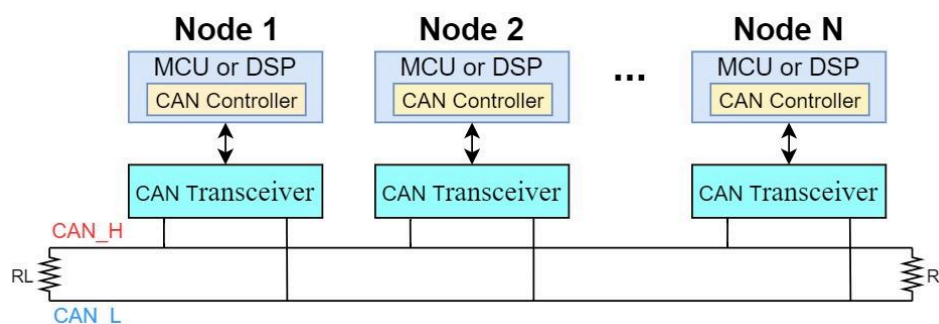 Node 1
Node 2
Node N
MCU or DSP
MCU or DSP
...
MCU or DSP
CAN Controller
CAN Controller
CAN Controller
CAN Transceiver
CAN Transceiver
CAN Transceiver
CAN_H
RL
R
CAN_L